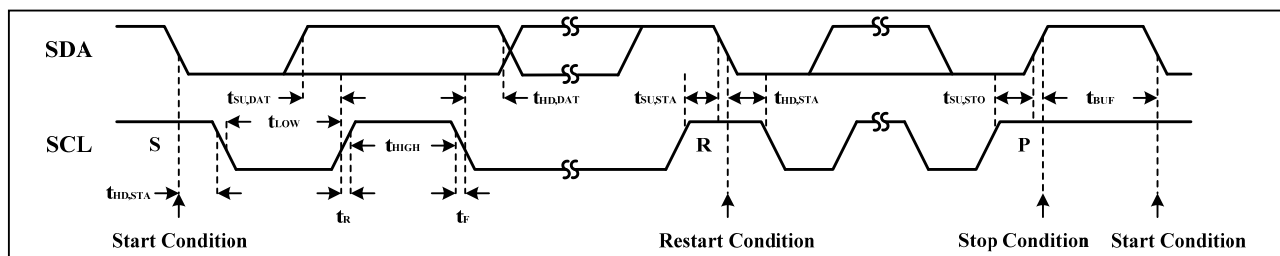 SDA
tSU,DAT tHD,DAT tSU,STA tHD,STA tSU,STO tBUF
tLOW
SCL S tHIGH R P
tHD,STA
tR tF
Start Condition Restart Condition Stop Condition Start Condition